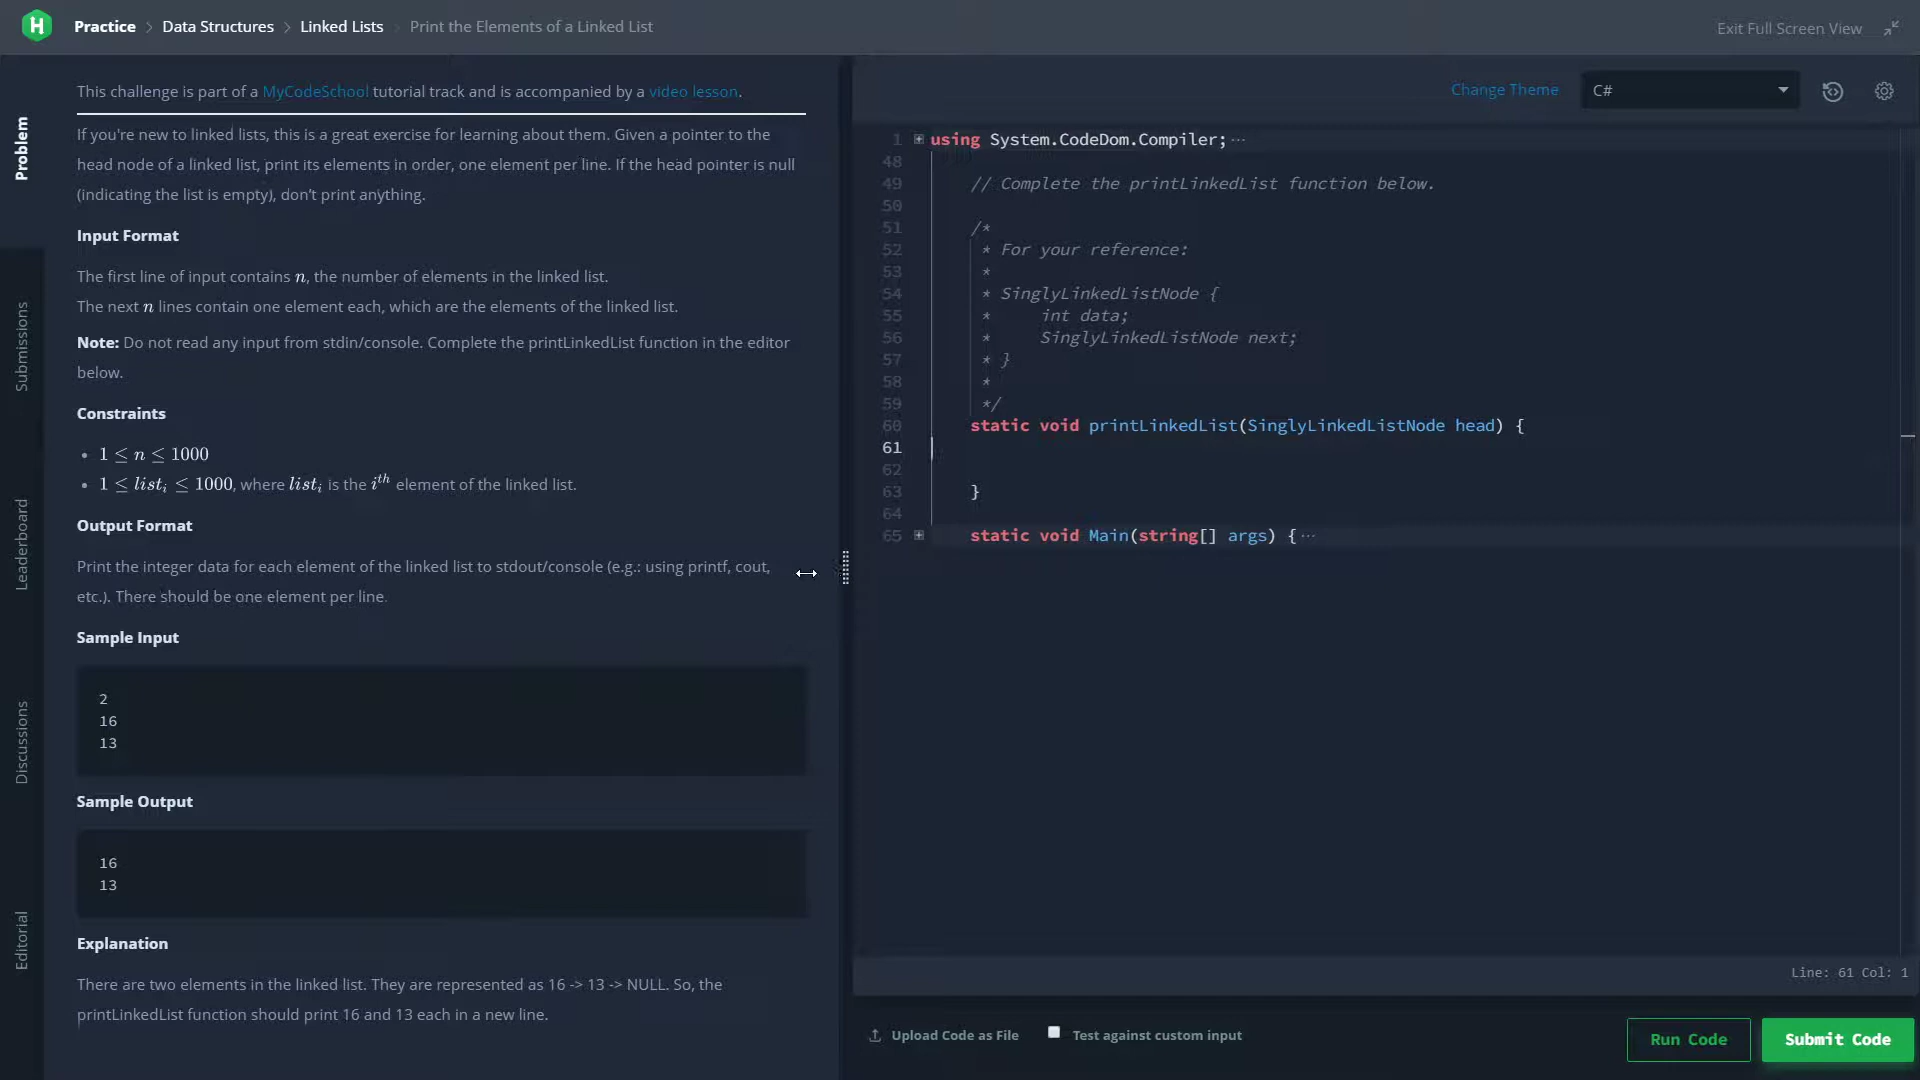 H Practice > Data Structures > Linked Lists > Print the Elements of a Linked List
Exit Full Screen View
Problem
Submissions
Leaderboard
Discussions
Editorial
This challenge is part of a MyCodeSchool tutorial track and is accompanied by a video lesson.
If you're new to linked lists, this is a great exercise for learning about them. Given a pointer to the
head node of a linked list, print its elements in order, one element per line. If the head pointer is null
(indicating the list is empty), don't print anything.
Input Format
The first line of input contains n, the number of elements in the linked list.
The next n lines contain one element each, which are the elements of the linked list.
Note: Do not read any input from stdin/console. Complete the printLinkedList function in the editor
below.
Constraints
• 1 ≤ n ≤ 1000
• 1 ≤ list_i ≤ 1000, where list_i is the i^th element of the linked list.
Output Format
Print the integer data for each element of the linked list to stdout/console (e.g.: using printf, cout,
etc.). There should be one element per line.
Sample Input
2
16
13
Sample Output
16
13
Explanation
There are two elements in the linked list. They are represented as 16 -> 13 -> NULL. So, the
printLinkedList function should print 16 and 13 each in a new line.
Change Theme
C#
1 using System.CodeDom.Compiler; ···
48
49 // Complete the printLinkedList function below.
50
51 /*
52 * For your reference:
53 *
54 * SinglyLinkedListNode {
55 *     int data;
56 *     SinglyLinkedListNode next;
57 * }
58 *
59 */
60 static void printLinkedList(SinglyLinkedListNode head) {
61
62
63 }
64
65 static void Main(string[] args) { ···
Line: 61 Col: 1
Upload Code as File
Test against custom input
Run Code
Submit Code